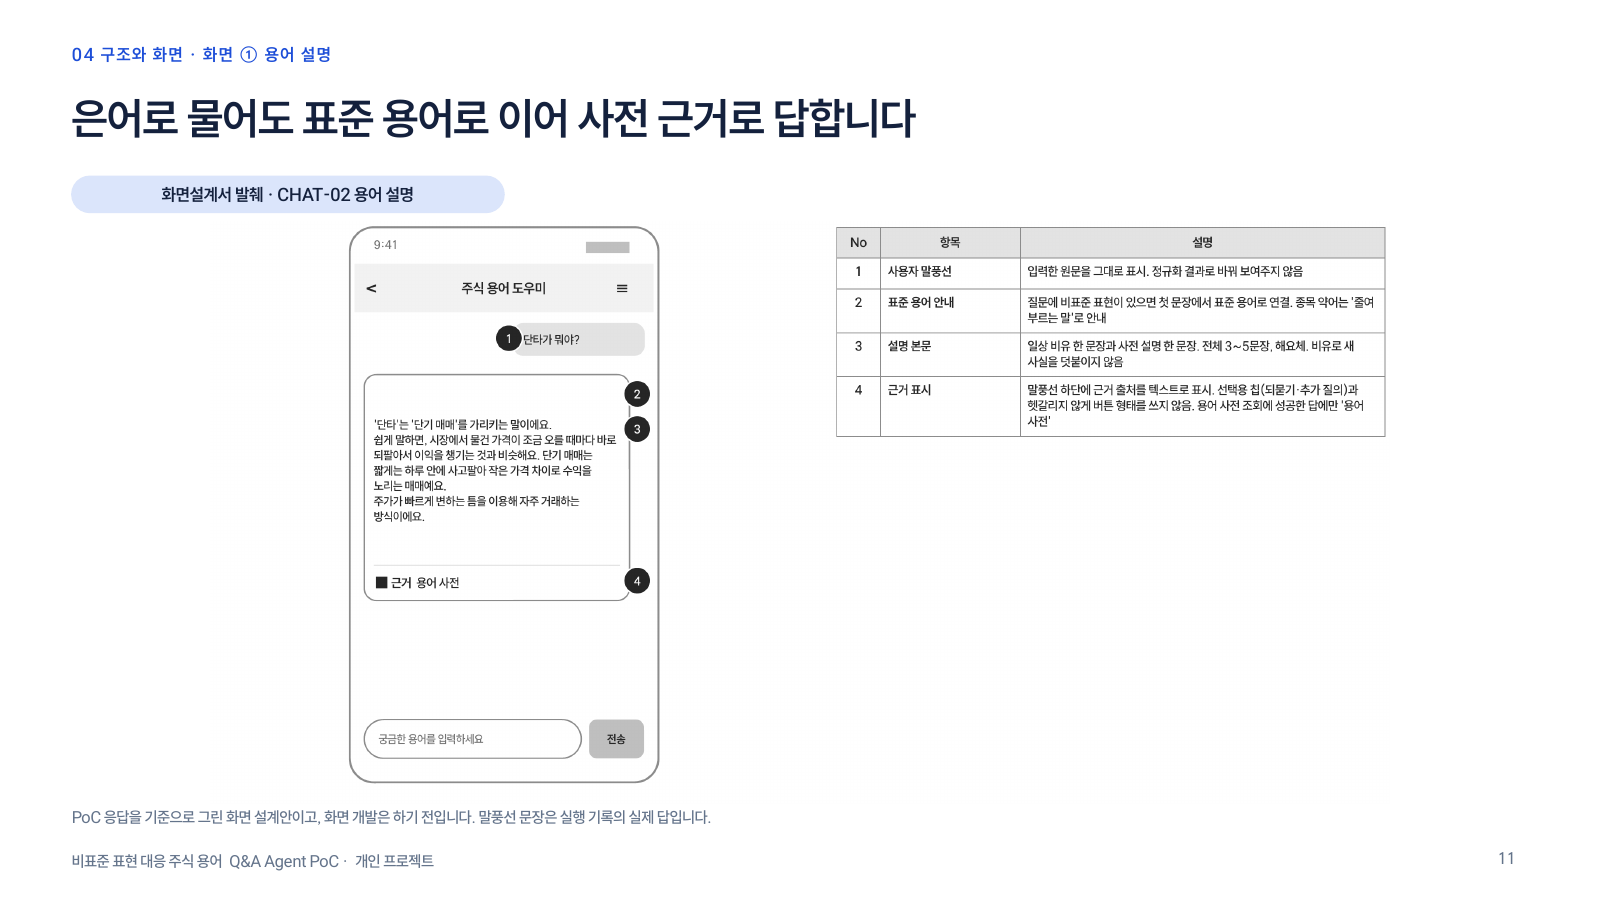 04 구조와 화면 · 화면 ① 용어 설명
은어로 물어도 표준 용어로 이어 사전 근거로 답합니다
화면설계서 발췌 · CHAT-02 용어 설명
9:41
<
주식 용어 도우미
≡
1
단타가 뭐야?
2
3
'단타'는 '단기 매매'를 가리키는 말이에요.
쉽게 말하면, 시장에서 물건 가격이 조금 오를 때마다 바로
되팔아서 이익을 챙기는 것과 비슷해요. 단기 매매는
짧게는 하루 안에 사고팔아 작은 가격 차이로 수익을
노리는 매매예요.
주가가 빠르게 변하는 틈을 이용해 자주 거래하는
방식이에요.
■ 근거 용어 사전
4
궁금한 용어를 입력하세요
전송
No 항목 설명
1 사용자 말풍선 입력한 원문을 그대로 표시. 정규화 결과로 바꿔 보여주지 않음
2 표준 용어 안내 질문에 비표준 표현이 있으면 첫 문장에서 표준 용어로 연결. 종목 약어는 '줄여
부르는 말'로 안내
3 설명 본문 일상 비유 한 문장과 사전 설명 한 문장. 전체 3~5문장, 해요체. 비유로 새
사실을 덧붙이지 않음
4 근거 표시 말풍선 하단에 근거 출처를 텍스트로 표시. 선택용 칩(되묻기·추가 질의)과
헷갈리지 않게 버튼 형태를 쓰지 않음. 용어 사전 조회에 성공한 답에만 '용어
사전'
PoC 응답을 기준으로 그린 화면 설계안이고, 화면 개발은 하기 전입니다. 말풍선 문장은 실행 기록의 실제 답입니다.
비표준 표현 대응 주식 용어 Q&A Agent PoC · 개인 프로젝트
11